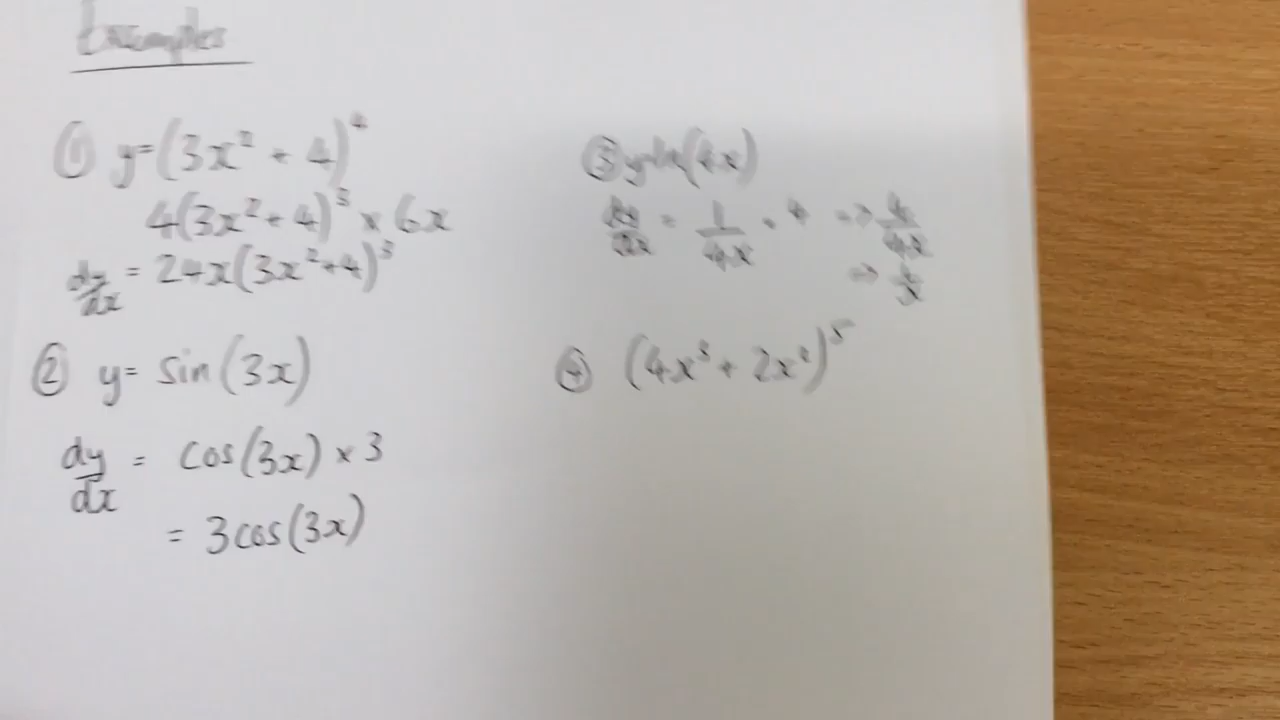 Examples
① y=(3x² + 4)⁴
4(3x²+4)³ × 6x
dy/dx = 24x(3x²+4)³
② y= sin(3x)
dy/dx = cos(3x) × 3
= 3cos(3x)
③ y=ln(4x)
dy/dx = 1/4x · 4 => 4/4x
=> 1/x
④ (4x³ + 2x²)⁵